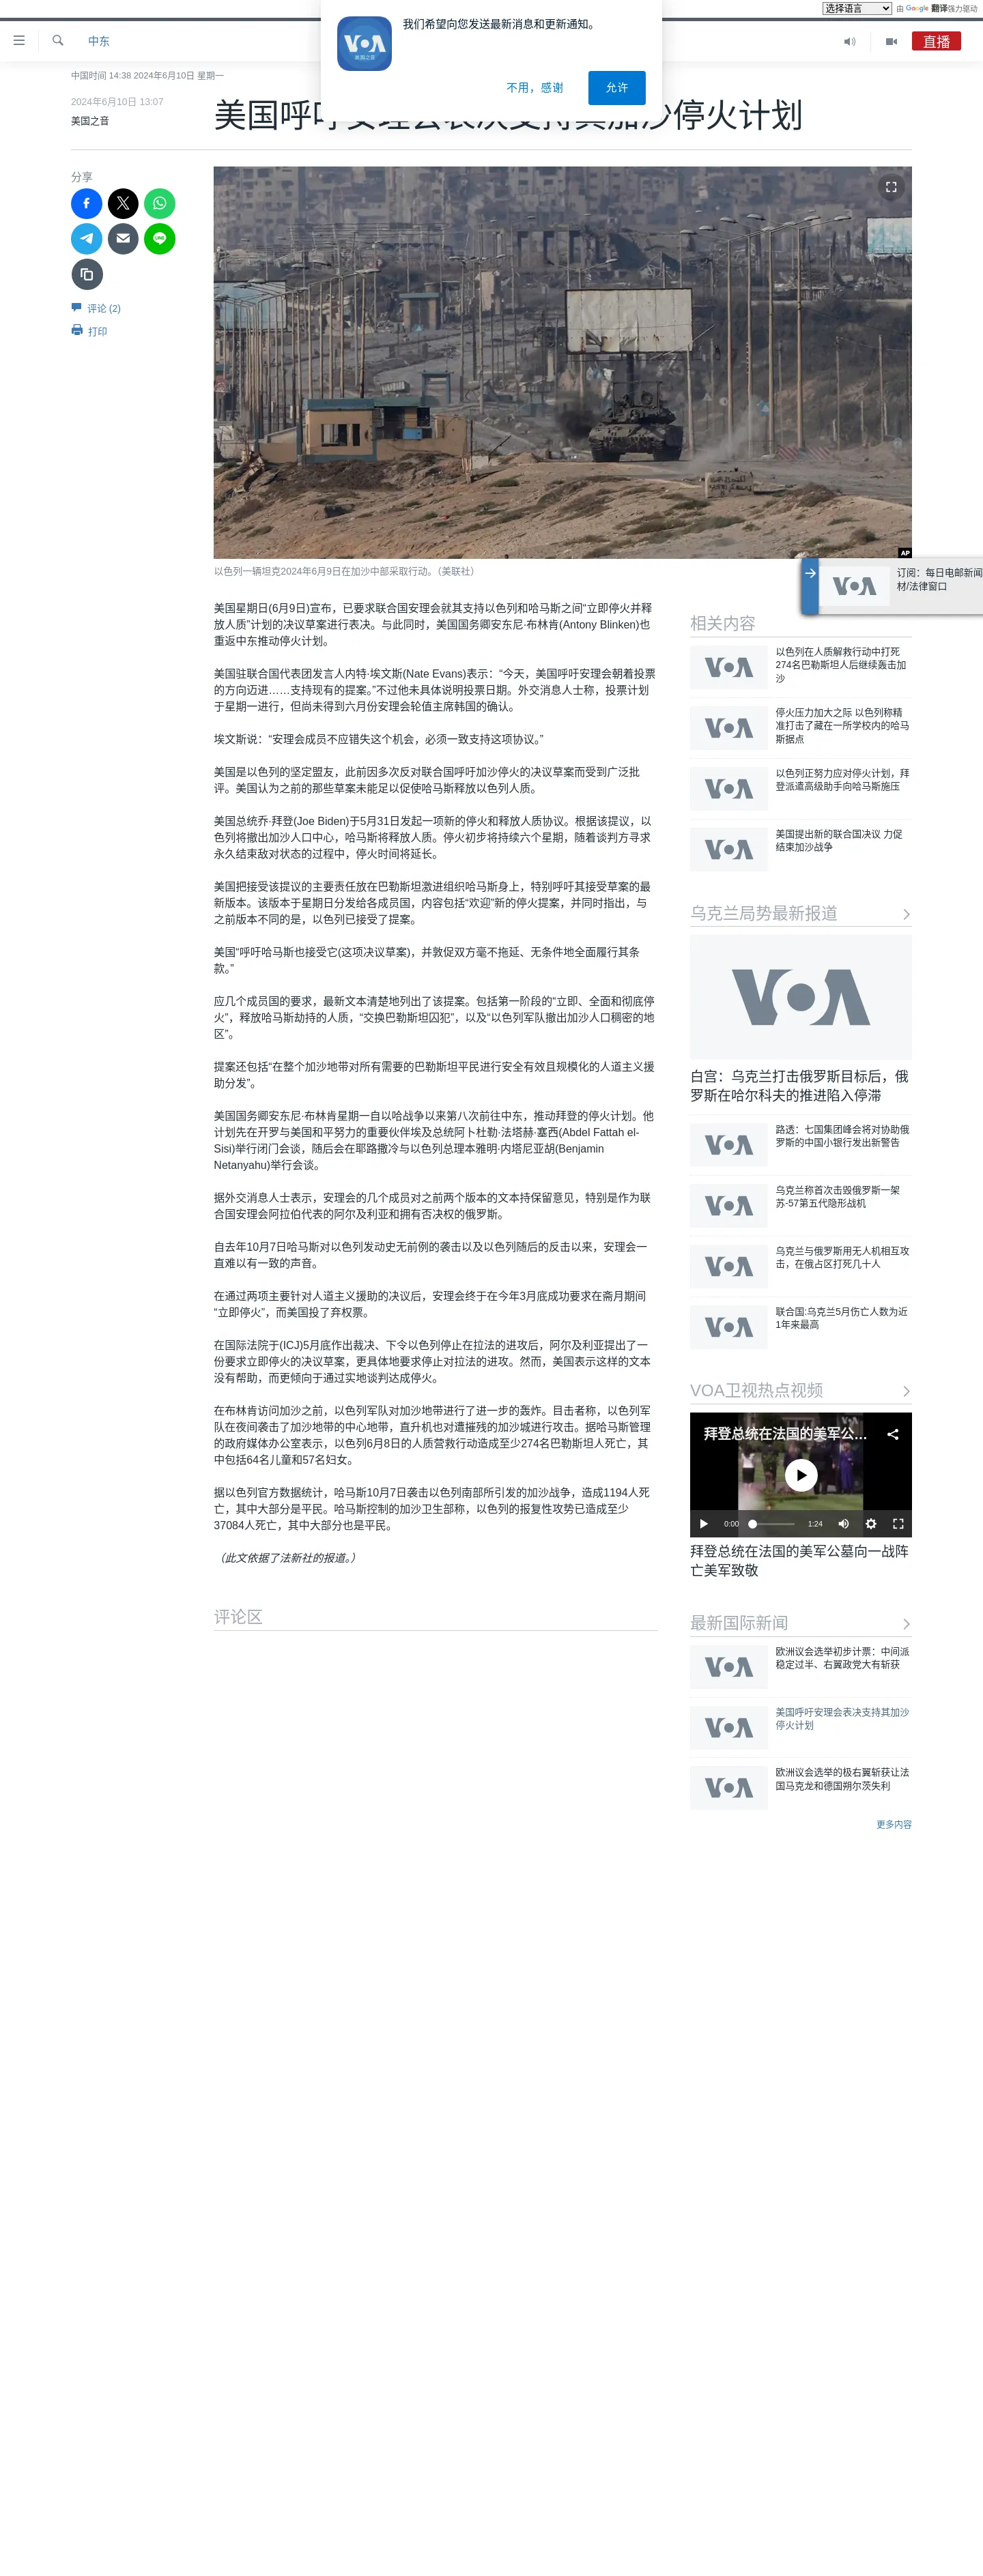 选择语言
由 Google 翻译强力驱动
中东
直播
VOA
美国之音
我们希望向您发送最新消息和更新通知。
不用，感谢
允许
中国时间 14:38 2024年6月10日 星期一
2024年6月10日 13:07
美国之音
美国呼吁安理会表决支持其加沙停火计划
分享
LINE
评论 (2)
打印
AP
以色列一辆坦克2024年6月9日在加沙中部采取行动。（美联社）
VOA
订阅：每日电邮新闻
材/法律窗口
美国星期日(6月9日)宣布，已要求联合国安理会就其支持以色列和哈马斯之间“立即停火并释
放人质”计划的决议草案进行表决。与此同时，美国国务卿安东尼·布林肯(Antony Blinken)也
重返中东推动停火计划。
美国驻联合国代表团发言人内特·埃文斯(Nate Evans)表示：“今天，美国呼吁安理会朝着投票
的方向迈进……支持现有的提案。”不过他未具体说明投票日期。外交消息人士称，投票计划
于星期一进行，但尚未得到六月份安理会轮值主席韩国的确认。
埃文斯说：“安理会成员不应错失这个机会，必须一致支持这项协议。”
美国是以色列的坚定盟友，此前因多次反对联合国呼吁加沙停火的决议草案而受到广泛批
评。美国认为之前的那些草案未能足以促使哈马斯释放以色列人质。
美国总统乔·拜登(Joe Biden)于5月31日发起一项新的停火和释放人质协议。根据该提议，以
色列将撤出加沙人口中心，哈马斯将释放人质。停火初步将持续六个星期，随着谈判方寻求
永久结束敌对状态的过程中，停火时间将延长。
美国把接受该提议的主要责任放在巴勒斯坦激进组织哈马斯身上，特别呼吁其接受草案的最
新版本。该版本于星期日分发给各成员国，内容包括“欢迎”新的停火提案，并同时指出，与
之前版本不同的是，以色列已接受了提案。
美国“呼吁哈马斯也接受它(这项决议草案)，并敦促双方毫不拖延、无条件地全面履行其条
款。”
应几个成员国的要求，最新文本清楚地列出了该提案。包括第一阶段的“立即、全面和彻底停
火”，释放哈马斯劫持的人质，“交换巴勒斯坦囚犯”，以及“以色列军队撤出加沙人口稠密的地
区”。
提案还包括“在整个加沙地带对所有需要的巴勒斯坦平民进行安全有效且规模化的人道主义援
助分发”。
美国国务卿安东尼·布林肯星期一自以哈战争以来第八次前往中东，推动拜登的停火计划。他
计划先在开罗与美国和平努力的重要伙伴埃及总统阿卜杜勒·法塔赫·塞西(Abdel Fattah el-
Sisi)举行闭门会谈，随后会在耶路撒冷与以色列总理本雅明·内塔尼亚胡(Benjamin
Netanyahu)举行会谈。
据外交消息人士表示，安理会的几个成员对之前两个版本的文本持保留意见，特别是作为联
合国安理会阿拉伯代表的阿尔及利亚和拥有否决权的俄罗斯。
自去年10月7日哈马斯对以色列发动史无前例的袭击以及以色列随后的反击以来，安理会一
直难以有一致的声音。
在通过两项主要针对人道主义援助的决议后，安理会终于在今年3月底成功要求在斋月期间
“立即停火”，而美国投了弃权票。
在国际法院于(ICJ)5月底作出裁决、下令以色列停止在拉法的进攻后，阿尔及利亚提出了一
份要求立即停火的决议草案，更具体地要求停止对拉法的进攻。然而，美国表示这样的文本
没有帮助，而更倾向于通过实地谈判达成停火。
在布林肯访问加沙之前，以色列军队对加沙地带进行了进一步的轰炸。目击者称，以色列军
队在夜间袭击了加沙地带的中心地带，直升机也对遭摧残的加沙城进行攻击。据哈马斯管理
的政府媒体办公室表示，以色列6月8日的人质营救行动造成至少274名巴勒斯坦人死亡，其
中包括64名儿童和57名妇女。
据以色列官方数据统计，哈马斯10月7日袭击以色列南部所引发的加沙战争，造成1194人死
亡，其中大部分是平民。哈马斯控制的加沙卫生部称，以色列的报复性攻势已造成至少
37084人死亡，其中大部分也是平民。
（此文依据了法新社的报道。）
评论区
相关内容
VOA
以色列在人质解救行动中打死
274名巴勒斯坦人后继续轰击加
沙
VOA
停火压力加大之际 以色列称精
准打击了藏在一所学校内的哈马
斯据点
VOA
以色列正努力应对停火计划，拜
登派遣高级助手向哈马斯施压
VOA
美国提出新的联合国决议 力促
结束加沙战争
乌克兰局势最新报道
VOA
白宫：乌克兰打击俄罗斯目标后，俄
罗斯在哈尔科夫的推进陷入停滞
VOA
路透：七国集团峰会将对协助俄
罗斯的中国小银行发出新警告
VOA
乌克兰称首次击毁俄罗斯一架
苏-57第五代隐形战机
VOA
乌克兰与俄罗斯用无人机相互攻
击，在俄占区打死几十人
VOA
联合国:乌克兰5月伤亡人数为近
1年来最高
VOA卫视热点视频
拜登总统在法国的美军公...
0:00
1:24
拜登总统在法国的美军公墓向一战阵
亡美军致敬
最新国际新闻
VOA
欧洲议会选举初步计票：中间派
稳定过半、右翼政党大有斩获
VOA
美国呼吁安理会表决支持其加沙
停火计划
VOA
欧洲议会选举的极右翼斩获让法
国马克龙和德国朔尔茨失利
更多内容